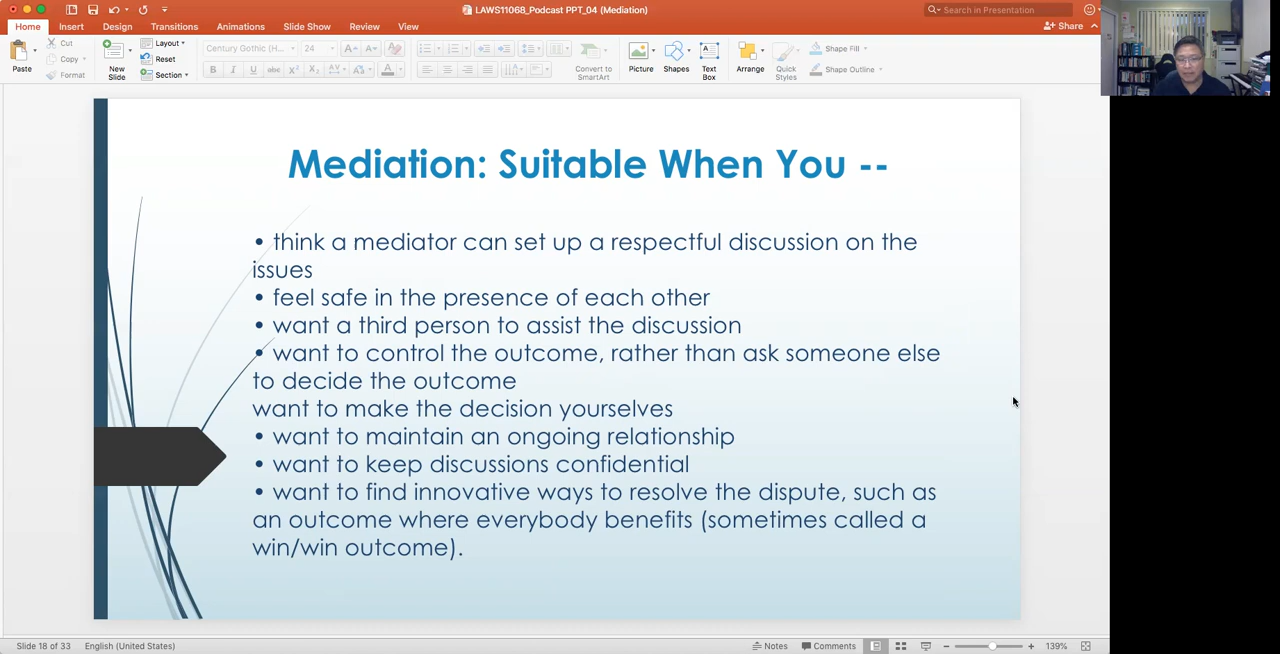 LAWS11068_Podcast PPT_04 (Mediation)
Search in Presentation
Home Insert Design Transitions Animations Slide Show Review View
Share
Paste
Cut
Copy
Format
New Slide
Layout
Reset
Section
Century Gothic (H...
24
B I U abc X² X₂
Convert to SmartArt
Picture
Shapes
Text Box
Arrange
Quick Styles
Shape Fill
Shape Outline
Mediation: Suitable When You --
• think a mediator can set up a respectful discussion on the
issues
• feel safe in the presence of each other
• want a third person to assist the discussion
• want to control the outcome, rather than ask someone else
to decide the outcome
want to make the decision yourselves
• want to maintain an ongoing relationship
• want to keep discussions confidential
• want to find innovative ways to resolve the dispute, such as
an outcome where everybody benefits (sometimes called a
win/win outcome).
Slide 18 of 33 English (United States)
Notes Comments 139%